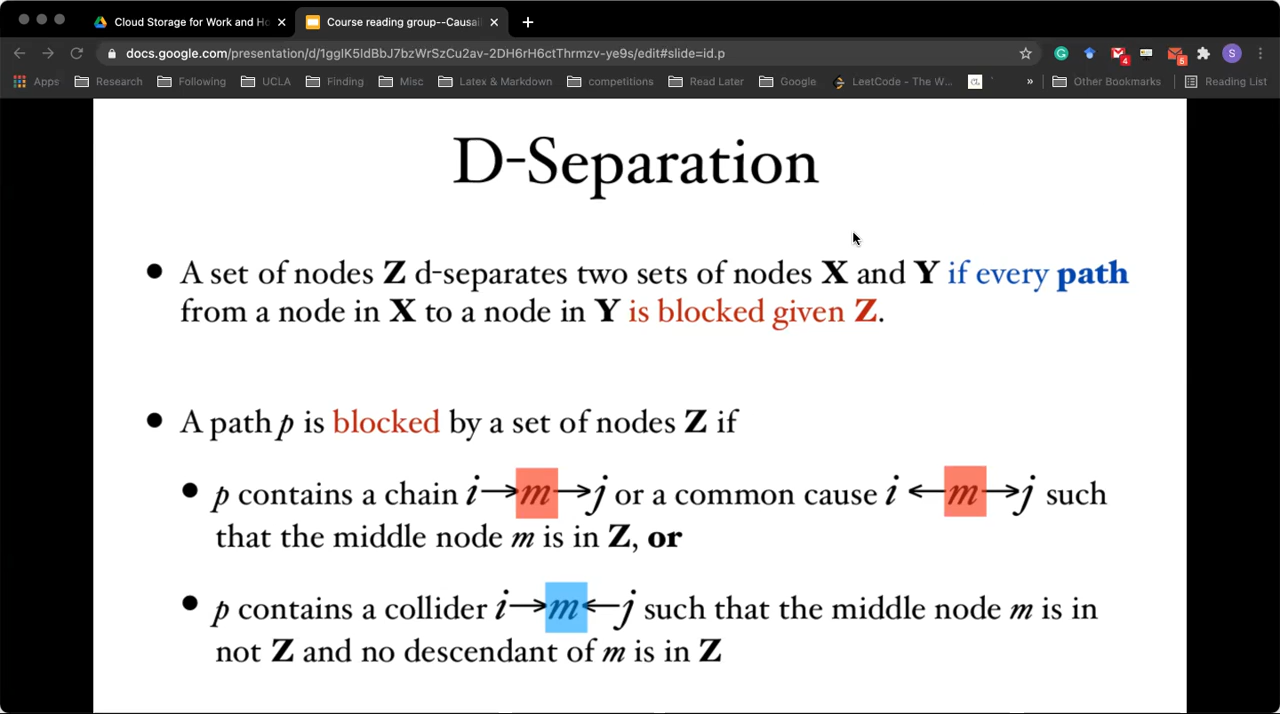 Cloud Storage for Work and Ho
Course reading group--Causai
docs.google.com/presentation/d/1gglK5ldBbJ7bzWrSzCu2av-2DH6rH6ctThrmzv-ye9s/edit#slide=id.p
4
6
S
Apps Research Following UCLA Finding Misc Latex & Markdown competitions Read Later Google LeetCode - The W... CL » Other Bookmarks Reading List
D-Separation
• A set of nodes Z d-separates two sets of nodes X and Y if every path
from a node in X to a node in Y is blocked given Z.
• A path p is blocked by a set of nodes Z if
• p contains a chain i→m→j or a common cause i ←m→j such
that the middle node m is in Z, or
• p contains a collider i→m←j such that the middle node m is in
not Z and no descendant of m is in Z